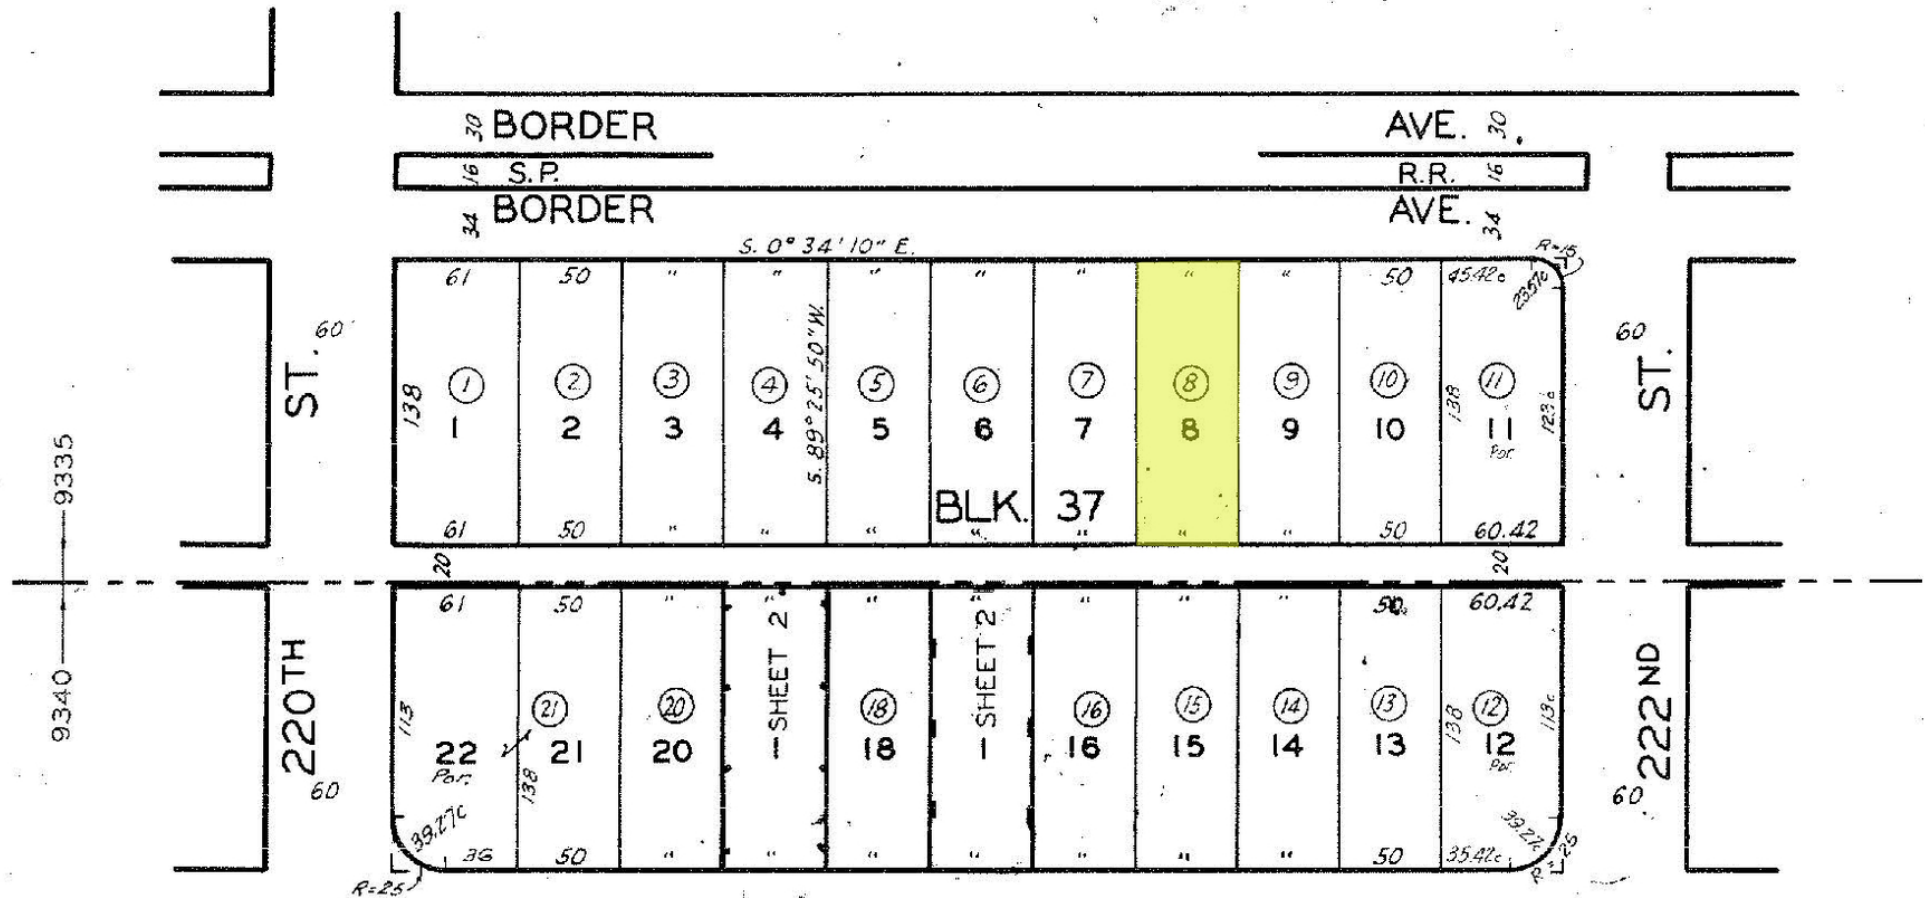 30 BORDER AVE. 30
16 S.P. R.R. 16
34 BORDER AVE. 34
S. 0° 34' 10" E. R=15
61 50 " " " " " " " 50 45.42c 23.57c
60 60
ST. ST.
1 2 3 4 5 6 7 8 9 10 11
138 138
1 2 3 4 5 6 7 8 9 10 11
Por.
S. 89° 25' 50" W.
BLK. 37
9335
61 50 " " " " " " " 50 60.42
20 20
61 50 " " " " " " " 50 60.42
9340
SHEET 2 SHEET 2
220TH 222ND
113 138 113c
21 20 18 16 15 14 13 12
22 21 20 18 16 15 14 13 12
Por. Por.
138
60 60
39.27c 39.27c
36 50 " " " " " " " 50 35.42c
R=25 R=25